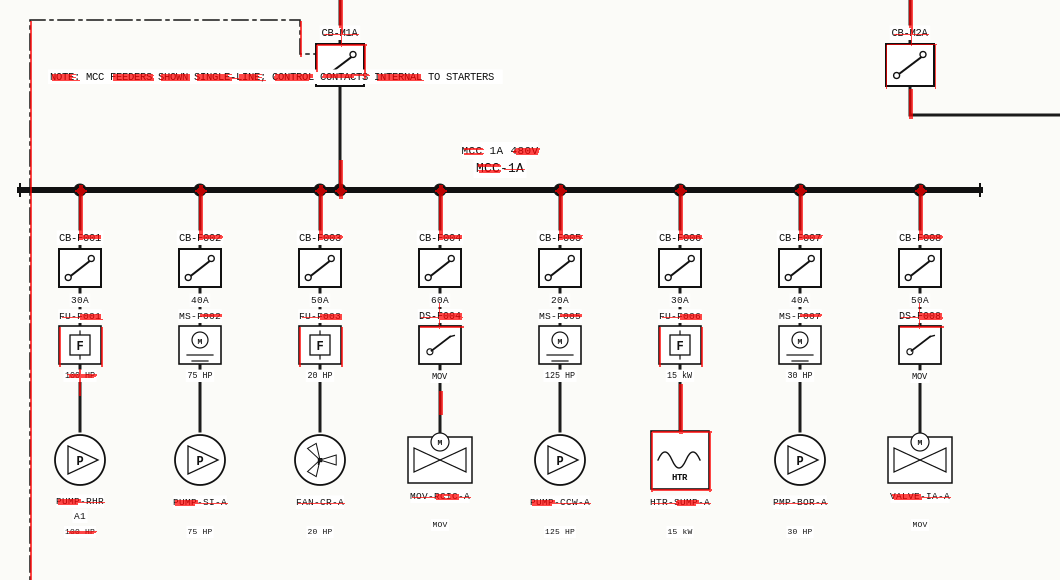 CB-M1A CB-M2A
NOTE: MCC FEEDERS SHOWN SINGLE-LINE; CONTROL CONTACTS INTERNAL TO STARTERS
MCC 1A 480V
MCC-1A
CB-F001 CB-F002 CB-F003 CB-F004 CB-F005 CB-F006 CB-F007 CB-F008
30A 40A 50A 60A 20A 30A 40A 50A
FU-F001 MS-F002 FU-F003 DS-F004 MS-F005 FU-F006 MS-F007 DS-F008
F M F M F M
100 HP 75 HP 20 HP MOV 125 HP 15 kW 30 HP MOV
M M
P P P P
HTR
PUMP-RHR PUMP-SI-A FAN-CR-A MOV-RCIC-A PUMP-CCW-A HTR-SUMP-A PMP-BOR-A VALVE-IA-A
A1
100 HP 75 HP 20 HP MOV 125 HP 15 kW 30 HP MOV